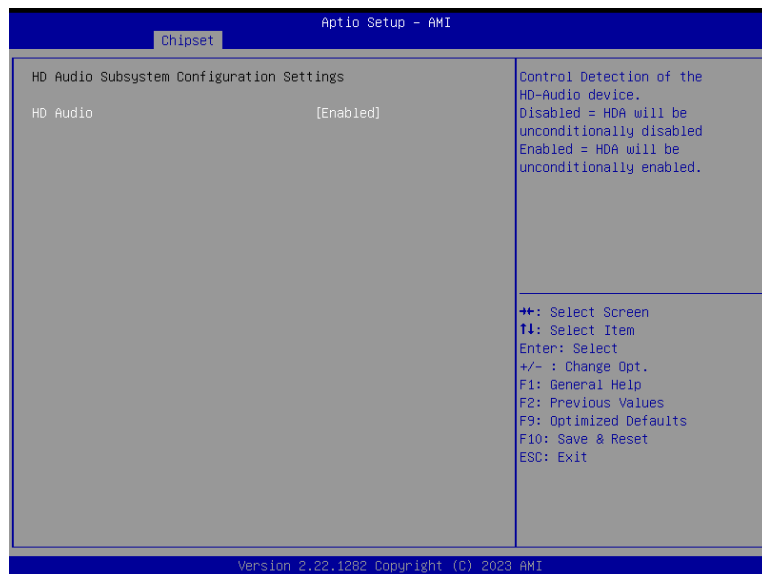 Aptio Setup – AMI
Chipset
HD Audio Subsystem Configuration Settings
HD Audio [Enabled]
Control Detection of the
HD-Audio device.
Disabled = HDA will be
unconditionally disabled
Enabled = HDA will be
unconditionally enabled.
→←: Select Screen
↑↓: Select Item
Enter: Select
+/- : Change Opt.
F1: General Help
F2: Previous Values
F9: Optimized Defaults
F10: Save & Reset
ESC: Exit
Version 2.22.1282 Copyright (C) 2023 AMI